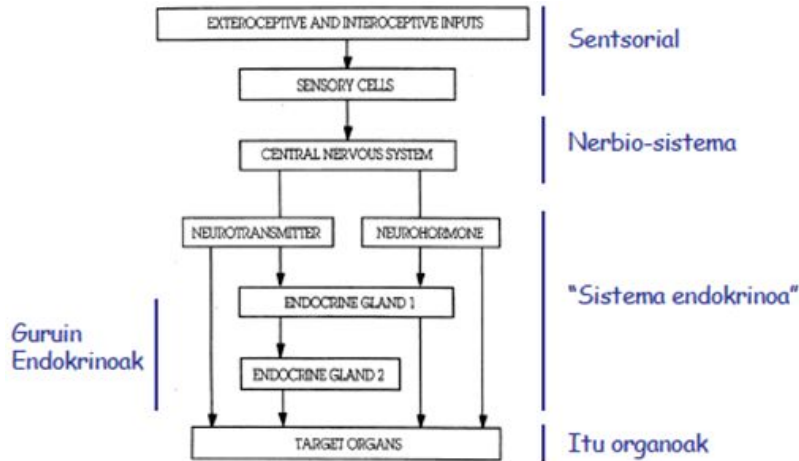 EXTEROCEPTIVE AND INTEROCEPTIVE INPUTS
Sentsorial
SENSORY CELLS
CENTRAL NERVOUS SYSTEM
Nerbio-sistema
NEUROTRANSMITTER
NEUROHORMONE
ENDOCRINE GLAND 1
"Sistema endokrinoa"
Guruin
Endokrinoak
ENDOCRINE GLAND 2
TARGET ORGANS
Itu organoak